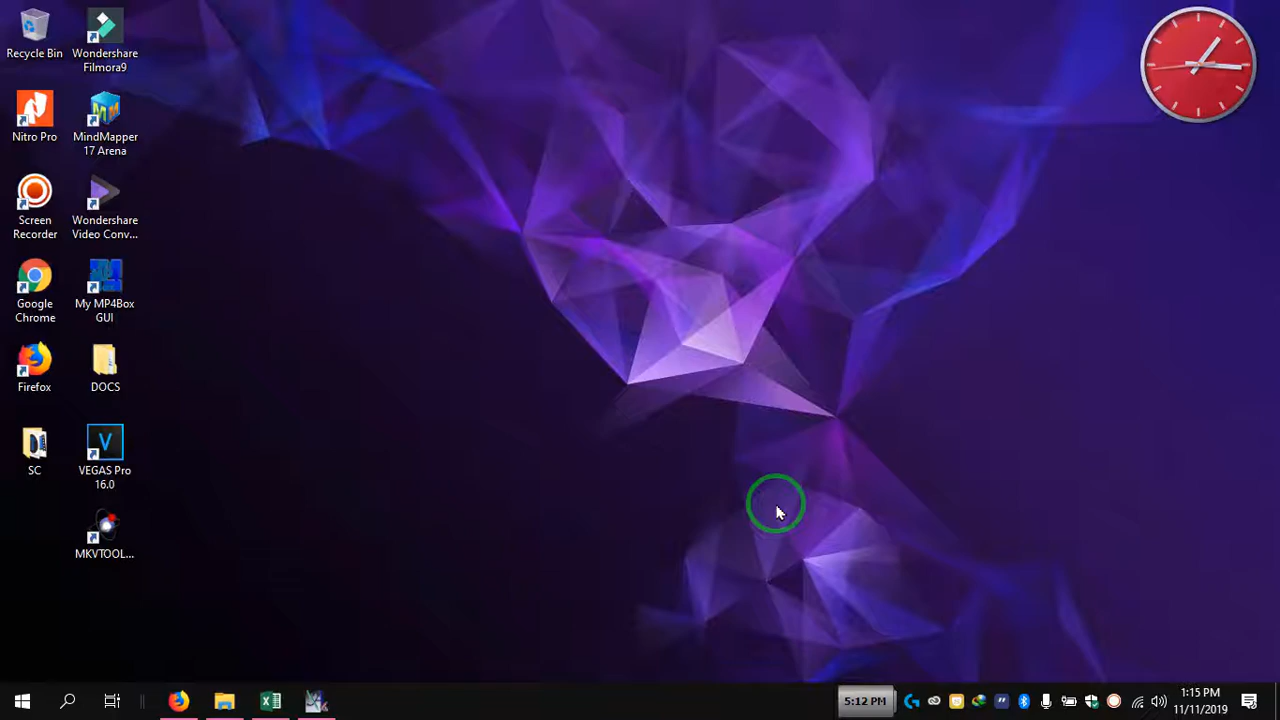 Recycle Bin
Wondershare
Filmora9
Nitro Pro
MindMapper
17 Arena
Screen
Recorder
Wondershare
Video Conv...
Google
Chrome
My MP4Box
GUI
Firefox
DOCS
SC
VEGAS Pro
16.0
MKVTOOL...
5:12 PM
1:15 PM
11/11/2019